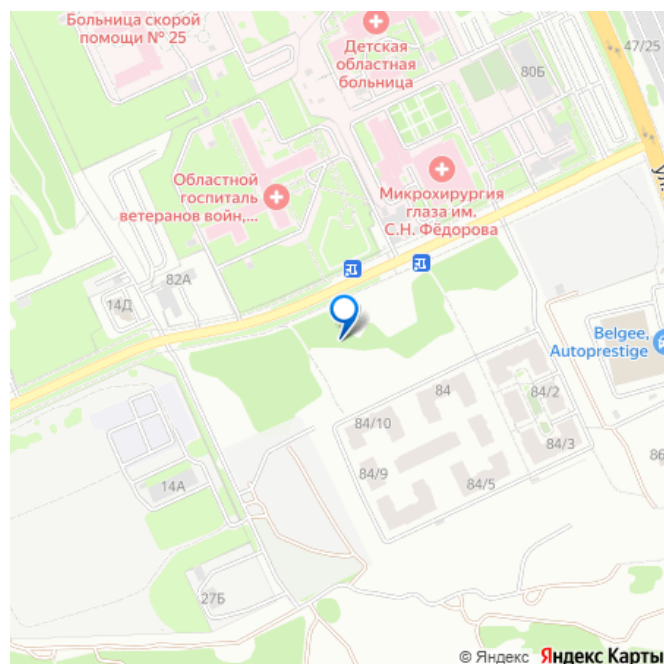 Больница скорой
помощи № 25
Детская
областная
больница
47/25
80Б
Областной
госпиталь
ветеранов войн,...
Микрохирургия
глаза им.
С.Н. Фёдорова
ул
82А
14Д
Belgee,
Autoprestige
84/10
84
84/2
84/9
84/3
84/5
86
14А
27Б
© Яндекс Яндекс Карты